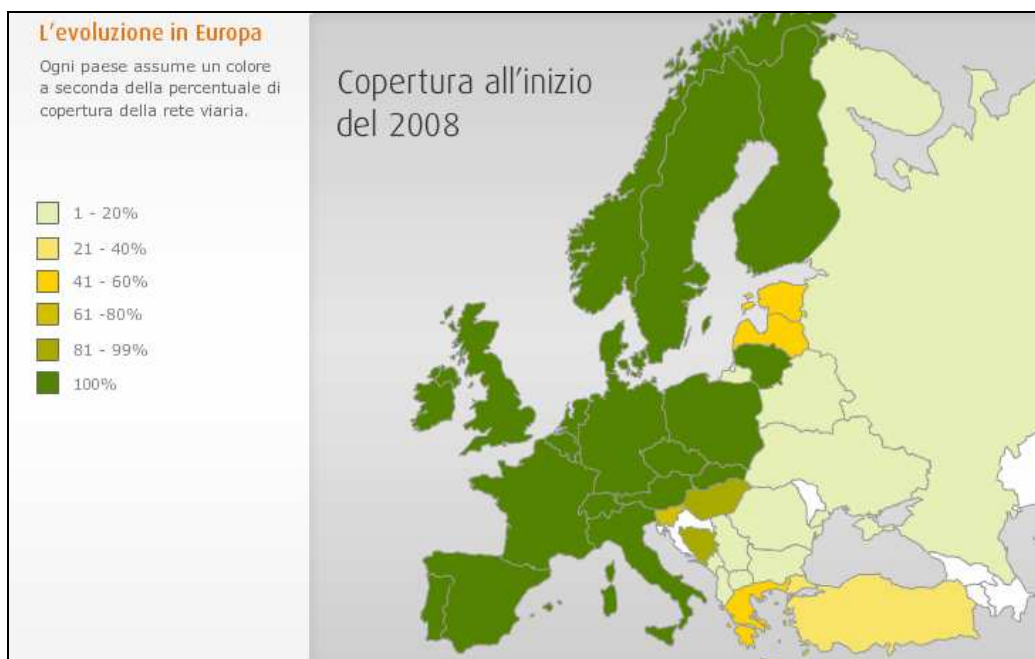 L'evoluzione in Europa
Ogni paese assume un colore
a seconda della percentuale di
copertura della rete viaria.
Copertura all'inizio
del 2008
1 - 20%
21 - 40%
41 - 60%
61 -80%
81 - 99%
100%